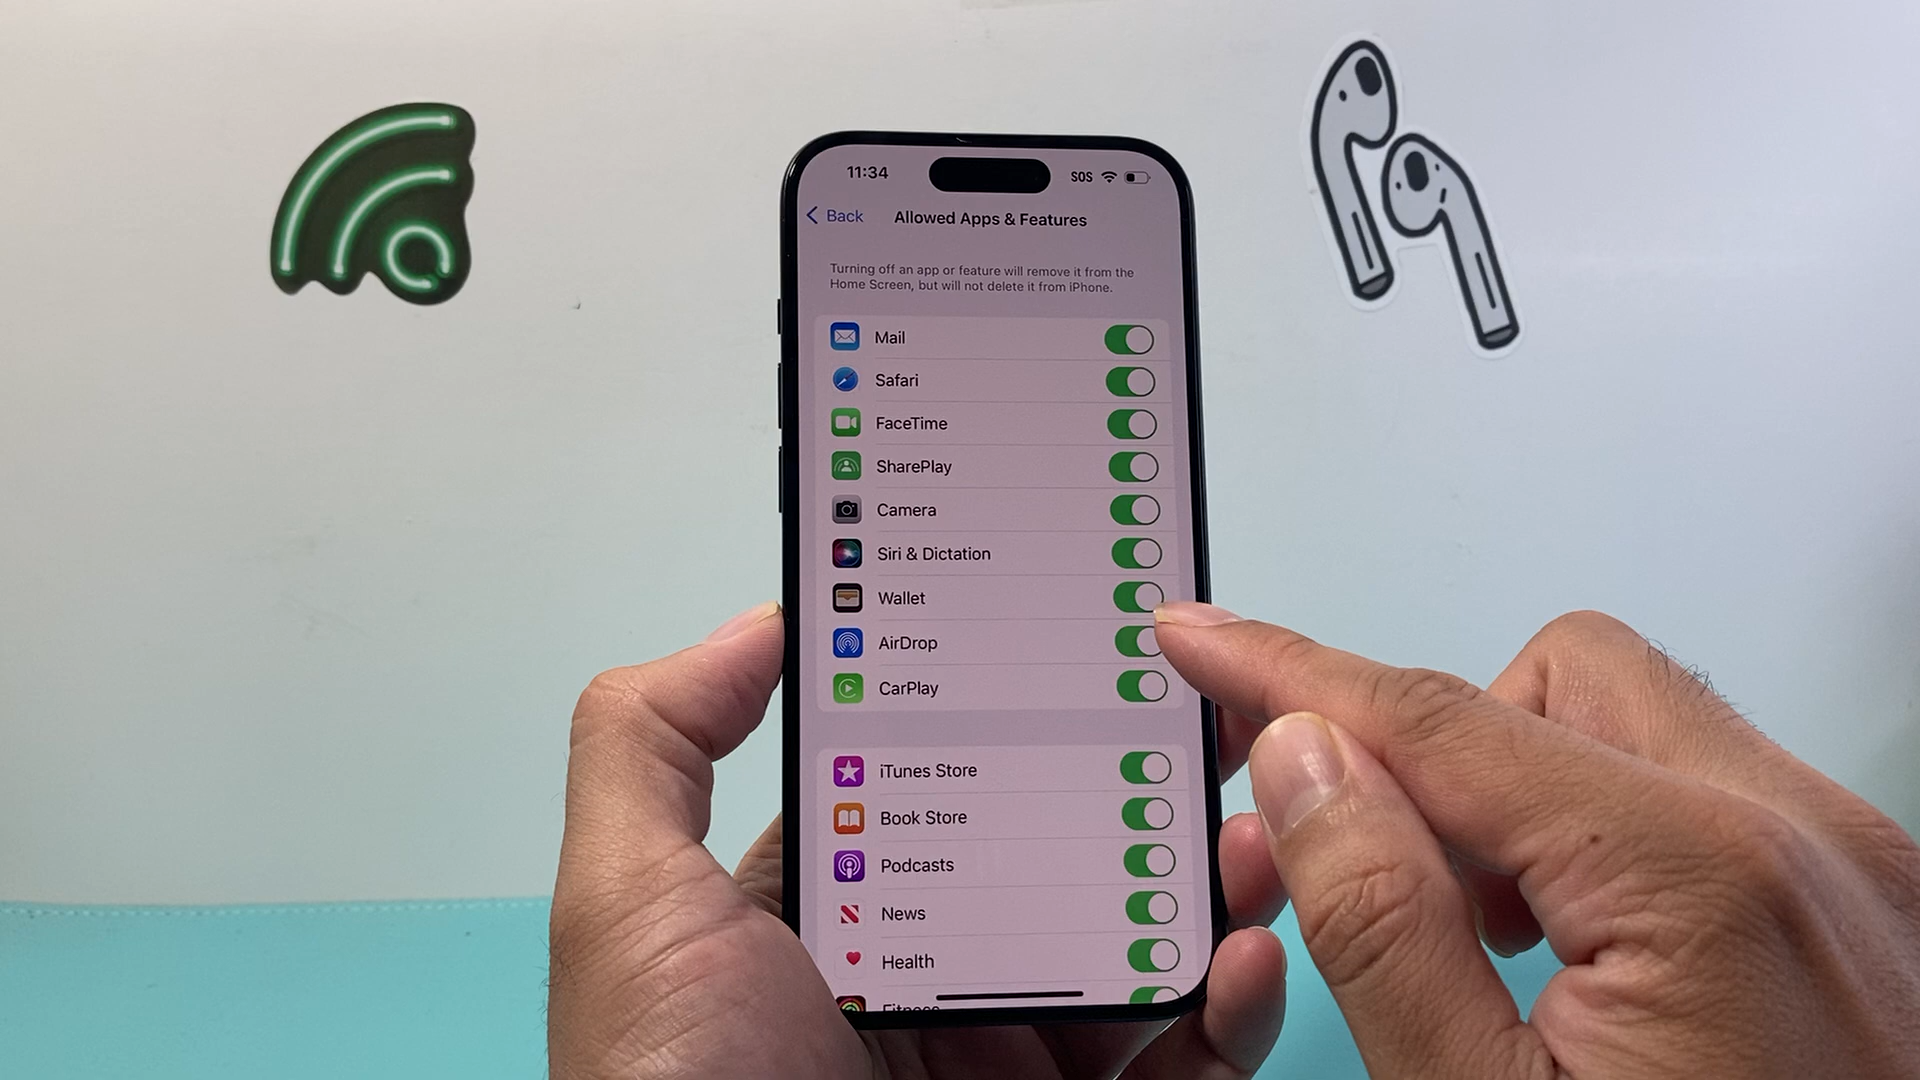 11:34
SOS
Back
Allowed Apps & Features
Turning off an app or feature will remove it from the
Home Screen, but will not delete it from iPhone.
Mail
Safari
FaceTime
SharePlay
Camera
Siri & Dictation
Wallet
AirDrop
CarPlay
iTunes Store
Book Store
Podcasts
News
Health
Fitness